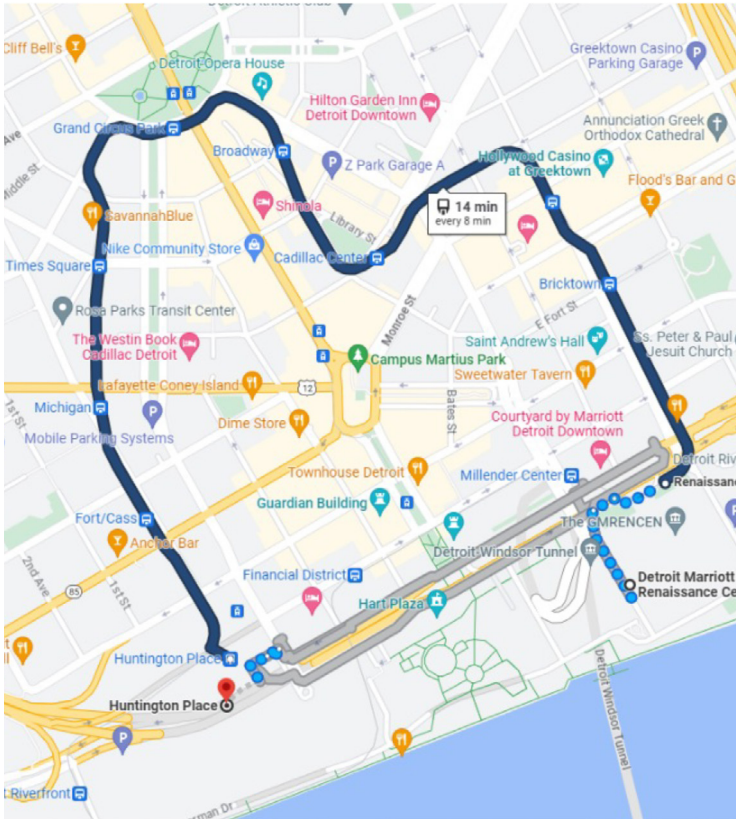 Detroit Athletic Club
Cliff Bell's
Detroit Opera House
Greektown Casino
Parking Garage
Hilton Garden Inn
Detroit Downtown
Annunciation Greek
Orthodox Cathedral
Grand Circus Park
Ave
Broadway
Z Park Garage A
Hollywood Casino
at Greektown
Middle St
Flood's Bar and G
14 min
every 8 min
SavannahBlue
Shinola
Library St
Nike Community Store
Cadillac Center
Times Square
Bricktown
Rosa Parks Transit Center
Monroe St
E Fort St
The Westin Book
Cadillac Detroit
Saint Andrew's Hall
Ss. Peter & Paul
Jesuit Church
Campus Martius Park
Sweetwater Tavern
Lafayette Coney Island
12
Bates St
1st St
Michigan
Mobile Parking Systems
Dime Store
Courtyard by Marriott
Detroit Downtown
Townhouse Detroit
Millender Center
Detroit Riv
Renaissanc
Guardian Building
Fort/Cass
The GMRENCEN
Anchor Bar
Detroit-Windsor Tunnel
2nd Ave
85
1st St
Financial District
Detroit Marriott
Renaissance Ce
Hart Plaza
Huntington Place
Huntington Place
Detroit Windsor Tunnel
t Riverfront
man Dr